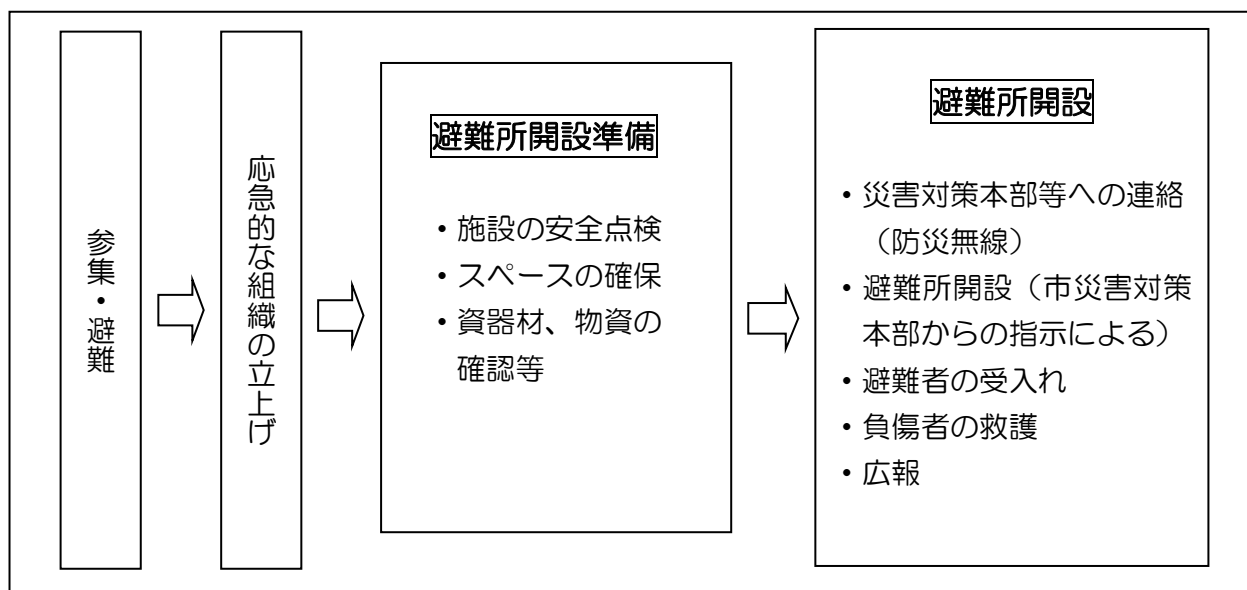 参集・避難
応急的な組織の立上げ
避難所開設準備
・施設の安全点検
・スペースの確保
・資器材、物資の
確認等
避難所開設
・災害対策本部等への連絡
（防災無線）
・避難所開設（市災害対策
本部からの指示による）
・避難者の受入れ
・負傷者の救護
・広報